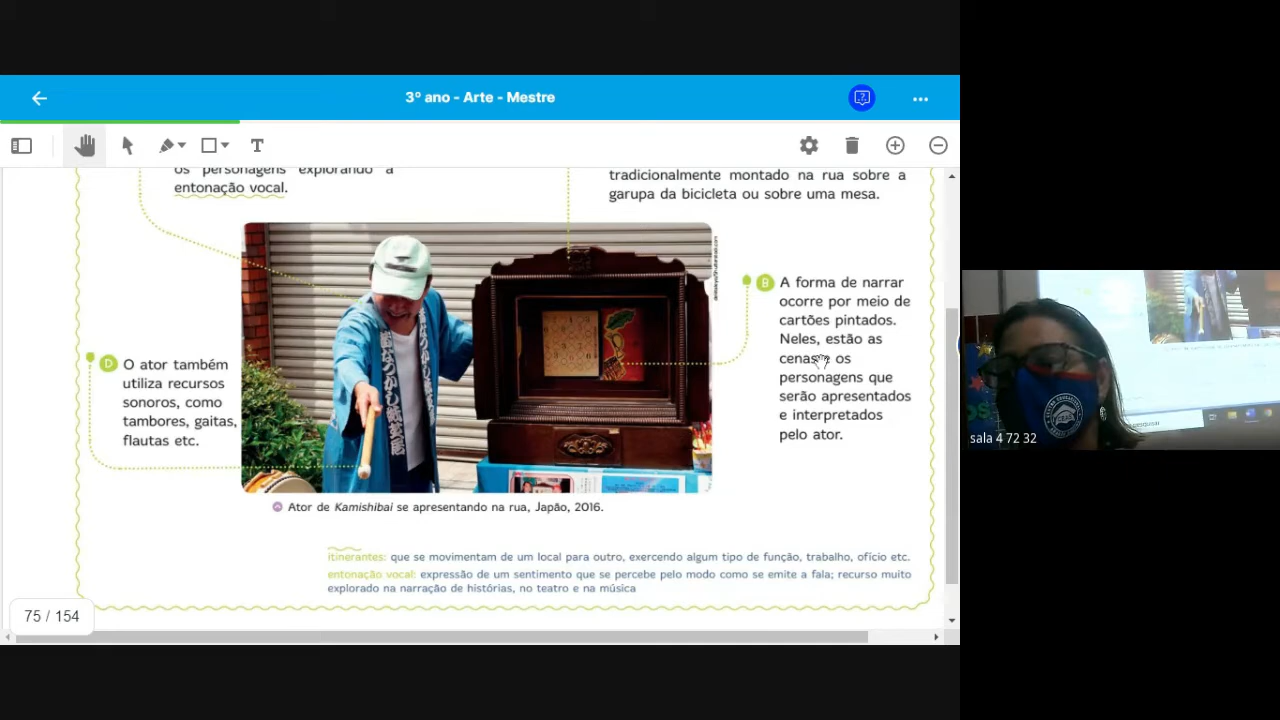 3º ano - Arte - Mestre
os personagens explorando a
entonação vocal.
tradicionalmente montado na rua sobre a
garupa da bicicleta ou sobre uma mesa.
B A forma de narrar
ocorre por meio de
cartões pintados.
Neles, estão as
cenas e os
personagens que
serão apresentados
e interpretados
pelo ator.
D O ator também
utiliza recursos
sonoros, como
tambores, gaitas,
flautas etc.
Ator de Kamishibai se apresentando na rua, Japão, 2016.
itinerantes: que se movimentam de um local para outro, exercendo algum tipo de função, trabalho, ofício etc.
entonação vocal: expressão de um sentimento que se percebe pelo modo como se emite a fala; recurso muito
explorado na narração de histórias, no teatro e na música
75 / 154
sala 4 72 32